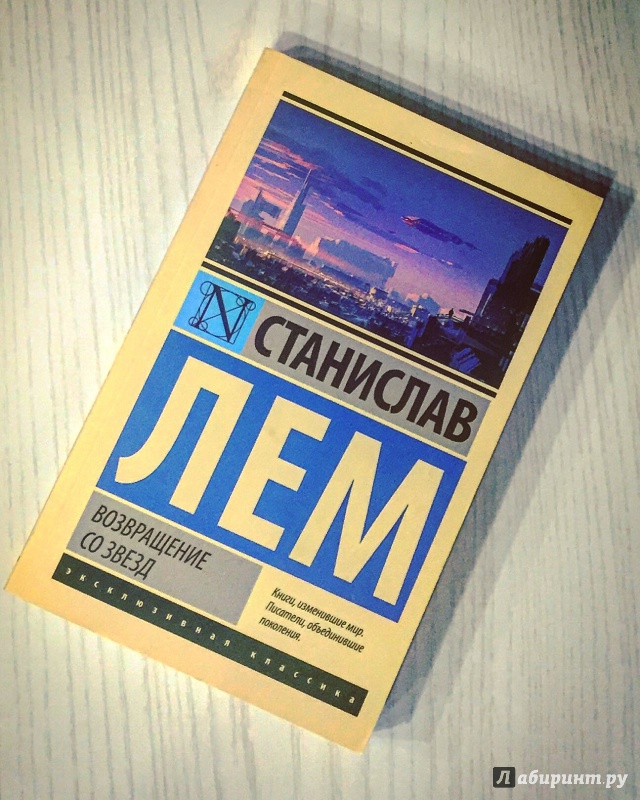 N
СТАНИСЛАВ
ЛЕМ
ВОЗВРАЩЕНИЕ
СО ЗВЕЗД
Книги, изменившие мир.
Писатели, объединившие
поколения.
эксклюзивная классика
Лабиринт.ру